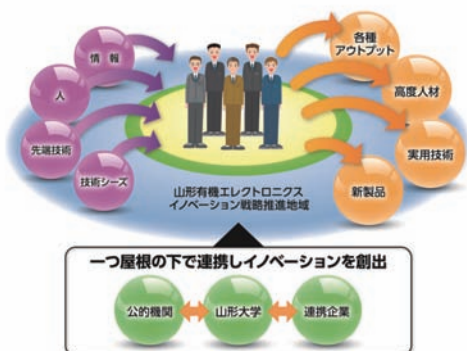 情報
人
先端技術
技術シーズ
各種
アウトプット
高度人材
実用技術
新製品
山形有機エレクトロニクス
イノベーション戦略推進地域
一つ屋根の下で連携しイノベーションを創出
公的機関
山形大学
連携企業